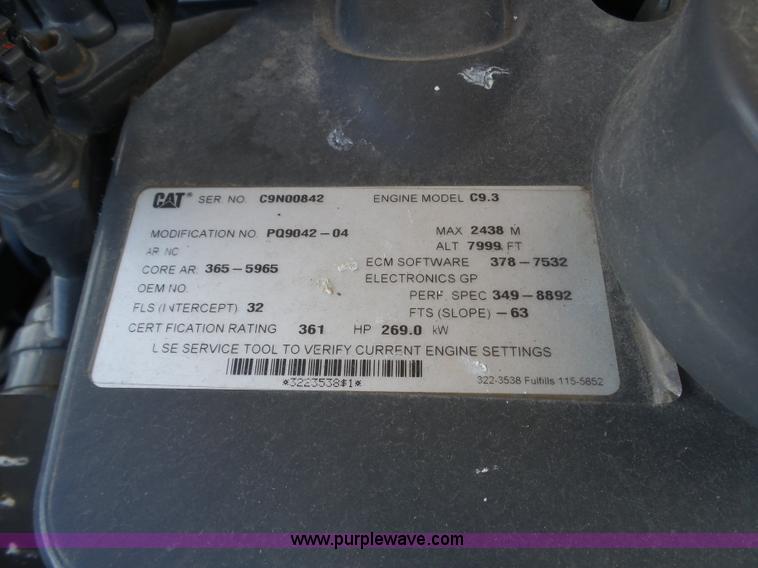 CAT® SER. NO. C9N00842 ENGINE MODEL C9.3
MODIFICATION NO. PQ9042-04 MAX 2438 M
AR. NO. ALT 7999 FT
CORE AR. 365-5965 ECM SOFTWARE 378-7532
OEM NO. ELECTRONICS GP
FLS (INTERCEPT) 32 PERF. SPEC 349-8892
FTS (SLOPE) -63
CERTIFICATION RATING 361 HP 269.0 kW
USE SERVICE TOOL TO VERIFY CURRENT ENGINE SETTINGS
*3223538$1*
322-3538 Fulfills 115-5852
www.purplewave.com